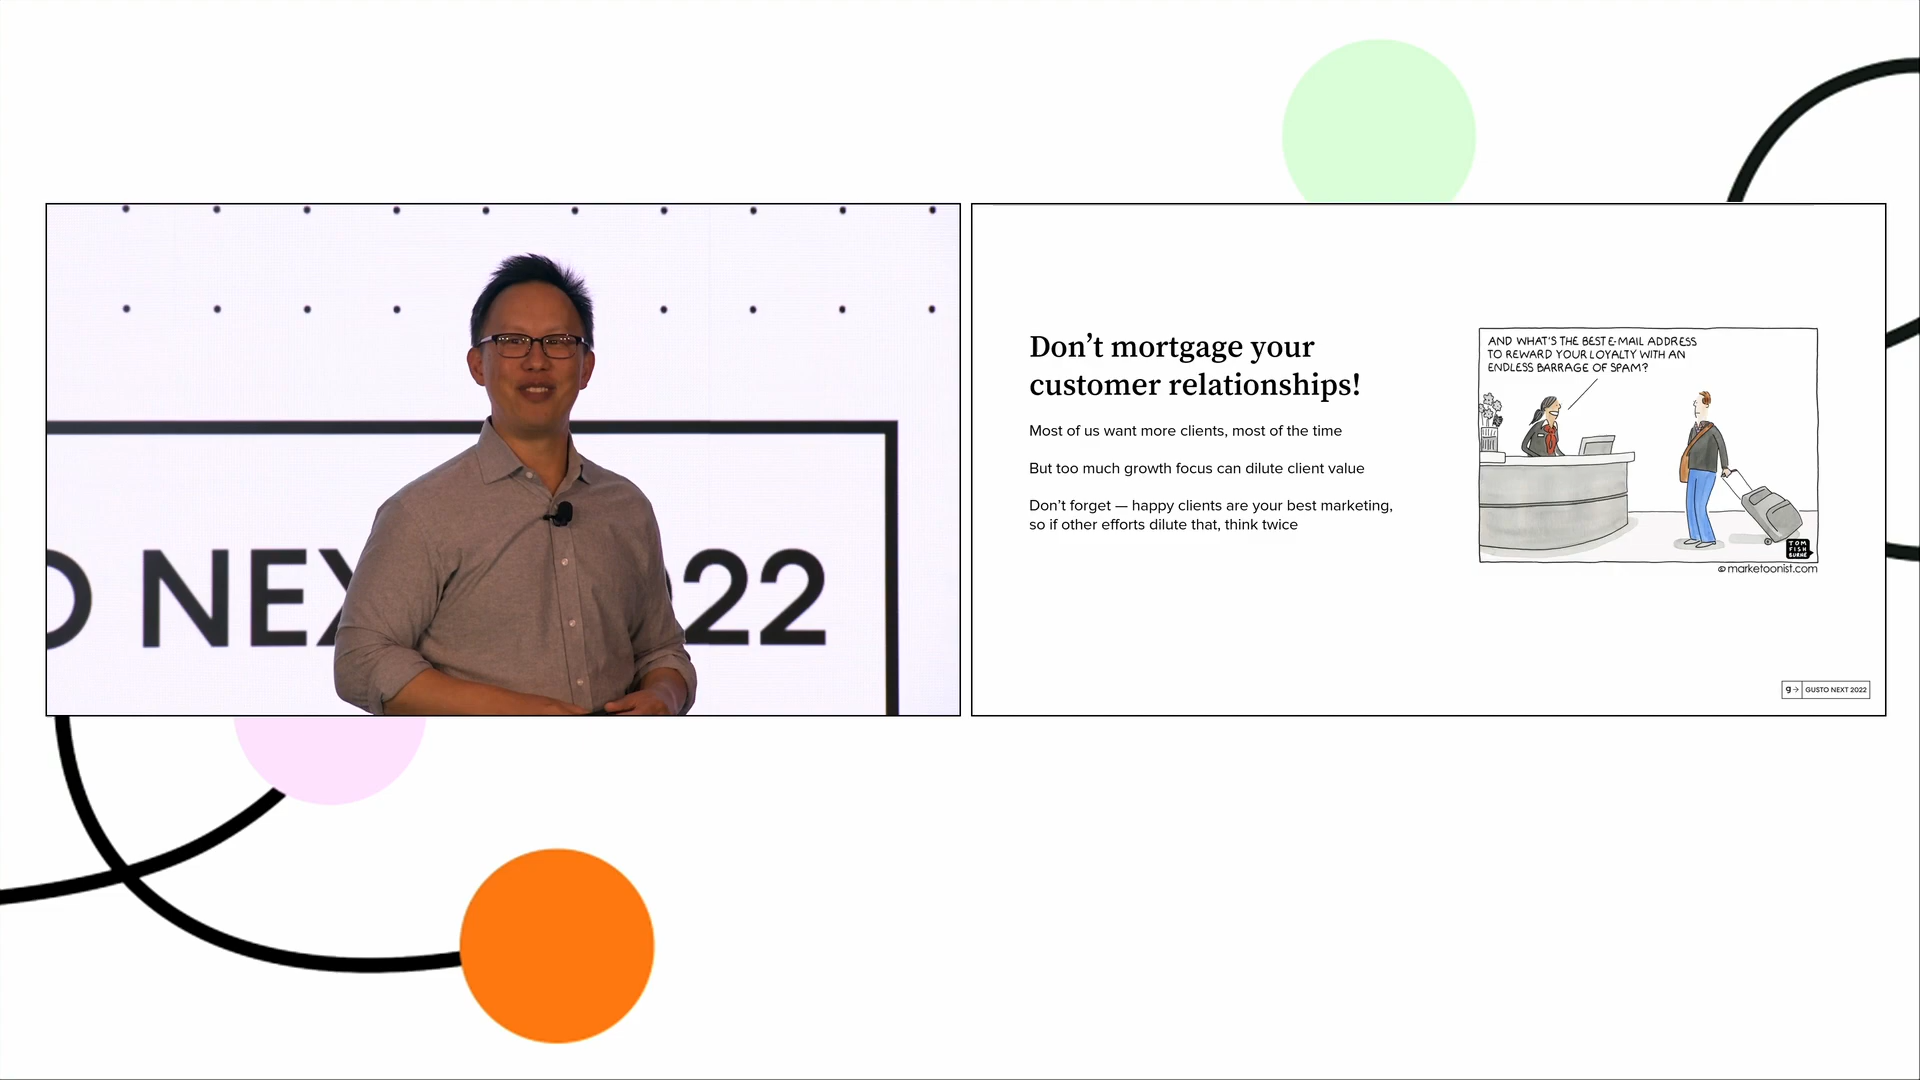 O NEX 2022
Don’t mortgage your
customer relationships!
Most of us want more clients, most of the time
But too much growth focus can dilute client value
Don’t forget — happy clients are your best marketing,
so if other efforts dilute that, think twice
AND WHAT'S THE BEST E-MAIL ADDRESS
TO REWARD YOUR LOYALTY WITH AN
ENDLESS BARRAGE OF SPAM?
TOM
FISH
BURNE
© marketoonist.com
g→ GUSTO NEXT 2022